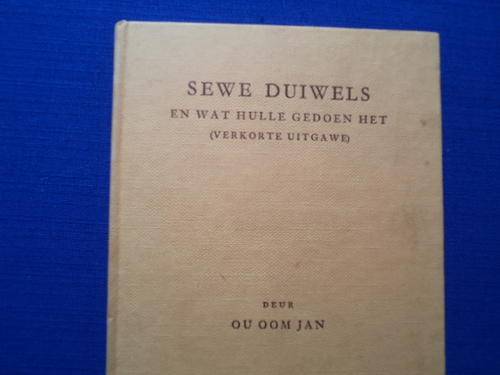 SEWE DUIWELS
EN WAT HULLE GEDOEN HET
(VERKORTE UITGAWE)
DEUR
OU OOM JAN